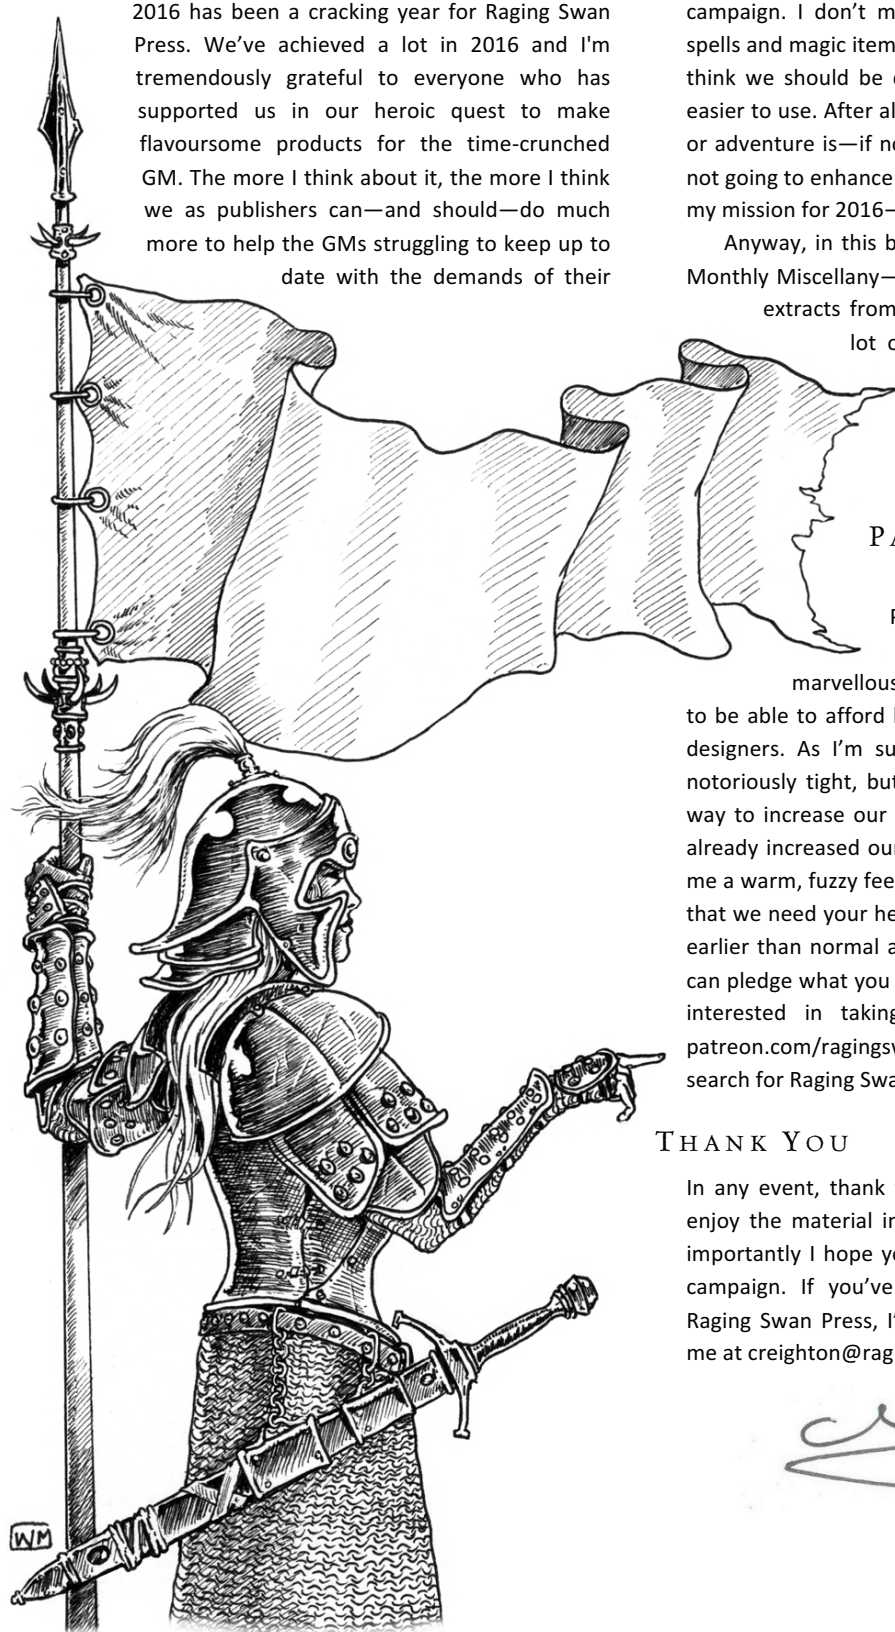 2016 has been a cracking year for Raging Swan
Press. We’ve achieved a lot in 2016 and I'm
tremendously grateful to everyone who has
supported us in our heroic quest to make
flavoursome products for the time-crunched
GM. The more I think about it, the more I think
we as publishers can—and should—do much
more to help the GMs struggling to keep up to
date with the demands of their
campaign. I don’t m
spells and magic item
think we should be
easier to use. After al
or adventure is—if no
not going to enhance
my mission for 2016–
Anyway, in this b
Monthly Miscellany—
extracts from
lot
PA
marvellous
to be able to afford
designers. As I’m su
notoriously tight, but
way to increase our
already increased our
me a warm, fuzzy fee
that we need your he
earlier than normal a
can pledge what you
interested in taking
patreon.com/ragingsw
search for Raging Swa
THANK YOU
In any event, thank
enjoy the material in
importantly I hope yo
campaign. If you’ve
Raging Swan Press, I’
me at creighton@rag
WM